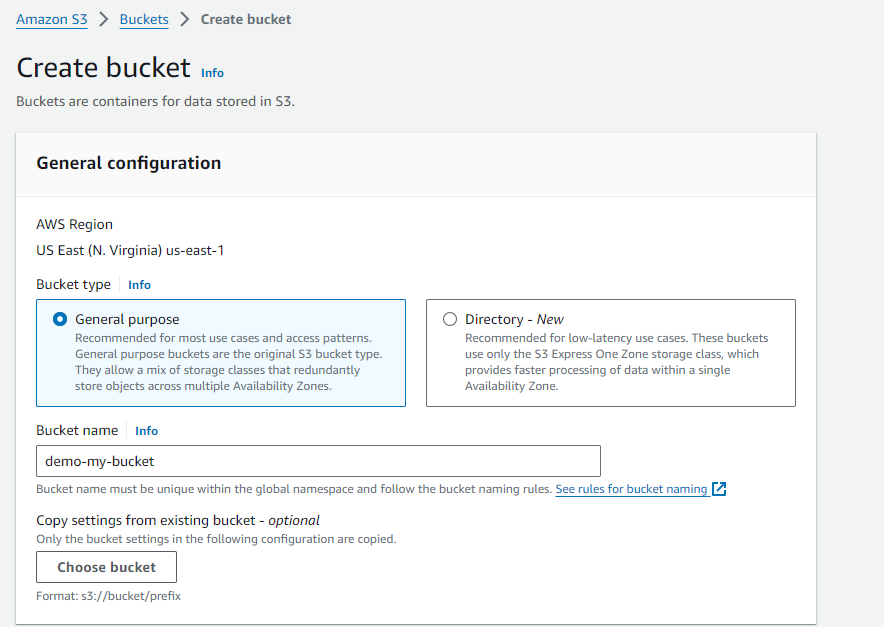 Amazon S3 > Buckets > Create bucket
Create bucket Info
Buckets are containers for data stored in S3.
General configuration
AWS Region
US East (N. Virginia) us-east-1
Bucket type Info
General purpose
Recommended for most use cases and access patterns.
General purpose buckets are the original S3 bucket type.
They allow a mix of storage classes that redundantly
store objects across multiple Availability Zones.
Directory - New
Recommended for low-latency use cases. These buckets
use only the S3 Express One Zone storage class, which
provides faster processing of data within a single
Availability Zone.
Bucket name Info
demo-my-bucket
Bucket name must be unique within the global namespace and follow the bucket naming rules. See rules for bucket naming
Copy settings from existing bucket - optional
Only the bucket settings in the following configuration are copied.
Choose bucket
Format: s3://bucket/prefix